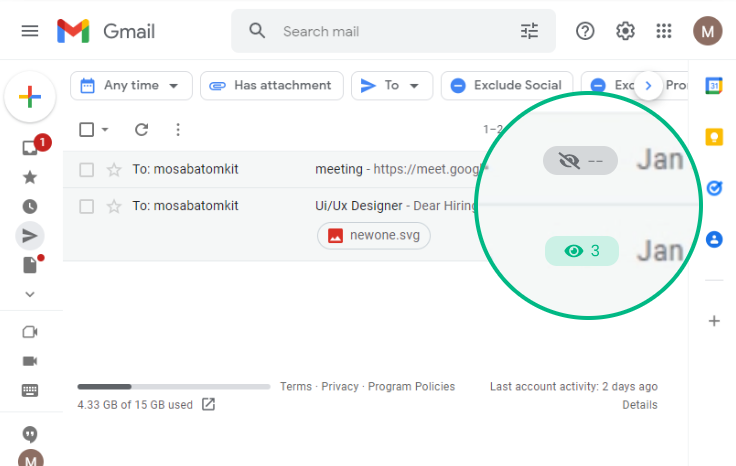 Gmail
Search mail
M
Any time
Has attachment
To
Exclude Social
Exc
Pro
31
1
1–2
To: mosabatomkit
meeting - https://meet.goog
-- Jan
To: mosabatomkit
Ui/Ux Designer - Dear Hiring
newone.svg
3 Jan
Terms · Privacy · Program Policies
Last account activity: 2 days ago
4.33 GB of 15 GB used
Details
M